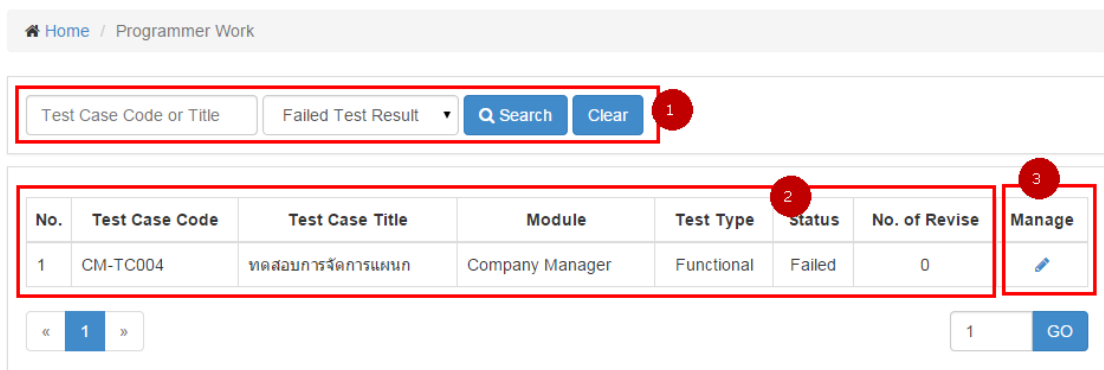 Home / Programmer Work
Test Case Code or Title Failed Test Result Search Clear 1
3
2
No. Test Case Code Test Case Title Module Test Type Status No. of Revise Manage
1 CM-TC004 ทดสอบการจัดการแผนก Company Manager Functional Failed 0
« 1 » 1 GO